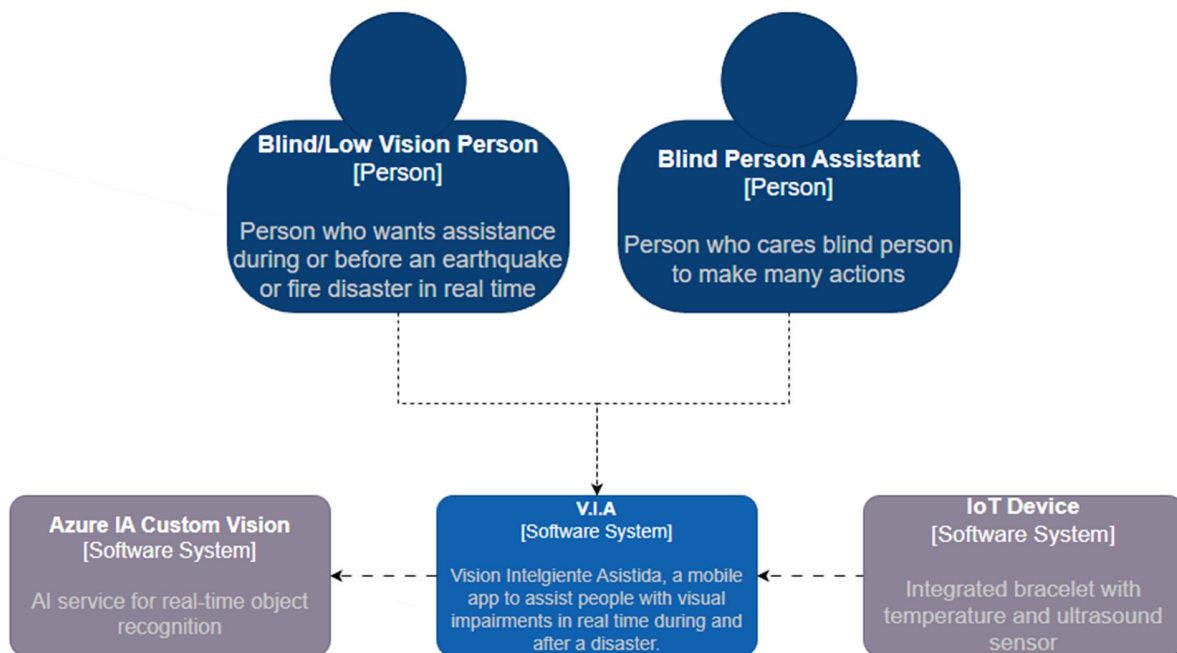 Blind/Low Vision Person
[Person]
Person who wants assistance
during or before an earthquake
or fire disaster in real time
Blind Person Assistant
[Person]
Person who cares blind person
to make many actions
Azure IA Custom Vision
[Software System]
AI service for real-time object
recognition
V.I.A
[Software System]
Vision Intelgiente Asistida, a mobile
app to assist people with visual
impairments in real time during and
after a disaster.
IoT Device
[Software System]
Integrated bracelet with
temperature and ultrasound
sensor